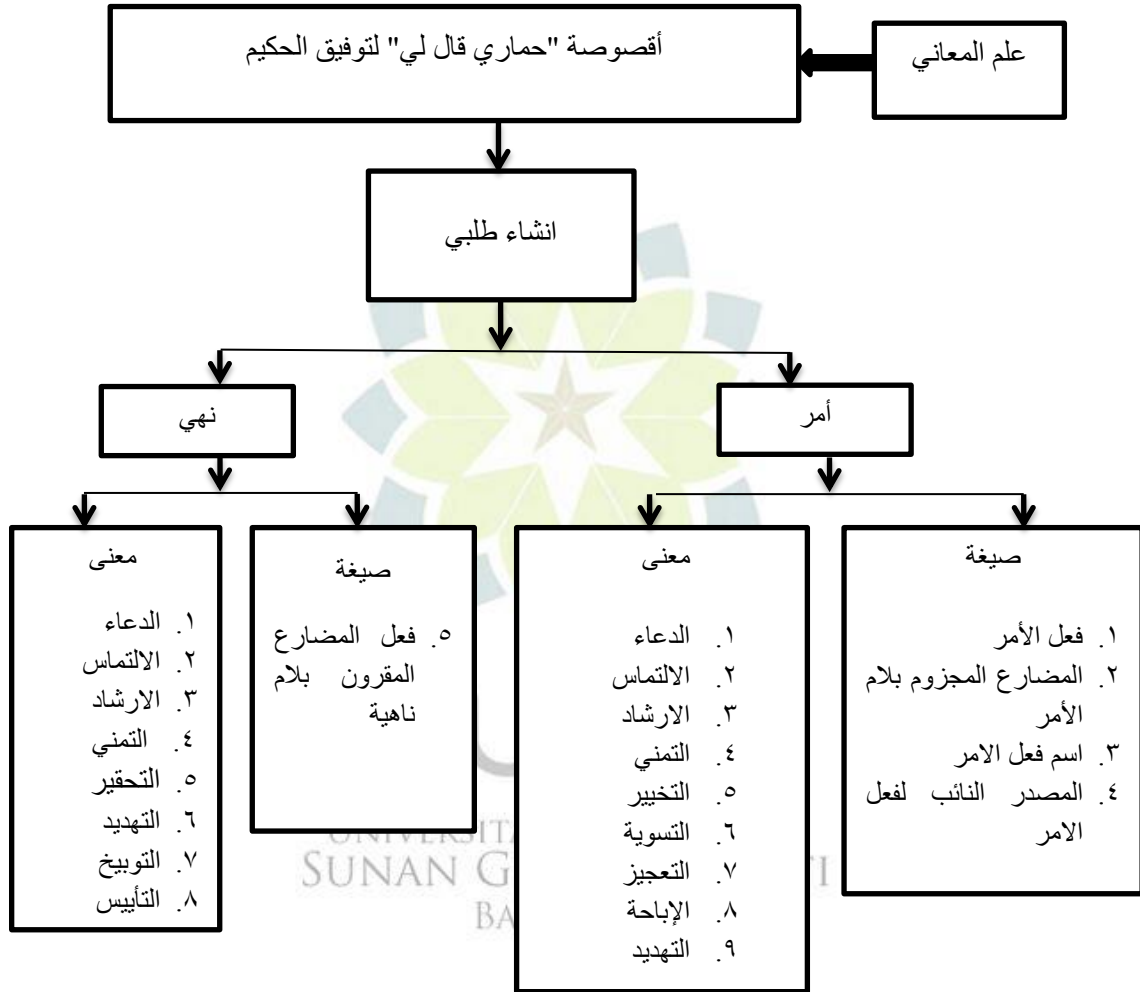 أقصوصة "حماري قال لي" لتوفيق الحكيم
علم المعاني
انشاء طلبي
أمر
نهي
صيغة
١. فعل الأمر
٢. المضارع المجزوم بلام
الأمر
٣. اسم فعل الامر
٤. المصدر النائب لفعل
الامر
معنى
١. الدعاء
٢. الالتماس
٣. الارشاد
٤. التمني
٥. التخيير
٦. التسوية
٧. التعجيز
٨. الإباحة
٩. التهديد
صيغة
٥. فعل المضارع
المقرون بلام
ناهية
معنى
١. الدعاء
٢. الالتماس
٣. الارشاد
٤. التمني
٥. التحقير
٦. التهديد
٧. التوبيخ
٨. التأييس
SUNAN G